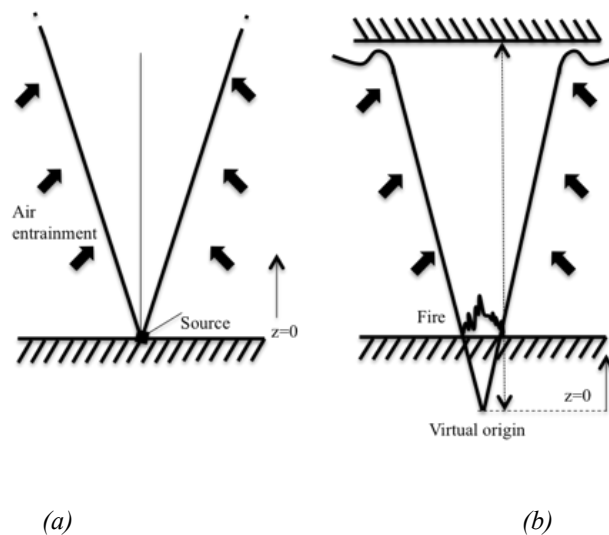 Air
entrainment
Source
z=0
Fire
z=0
Virtual origin
(a)
(b)